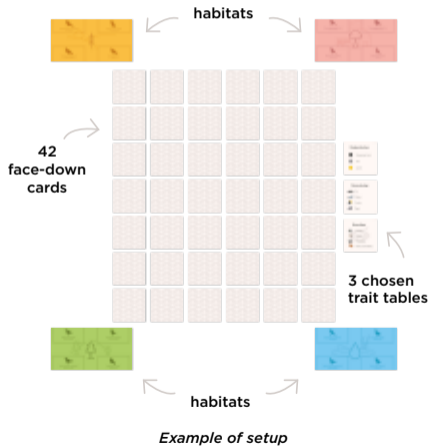 habitats
42
face-down
cards
3 chosen
trait tables
habitats
Example of setup